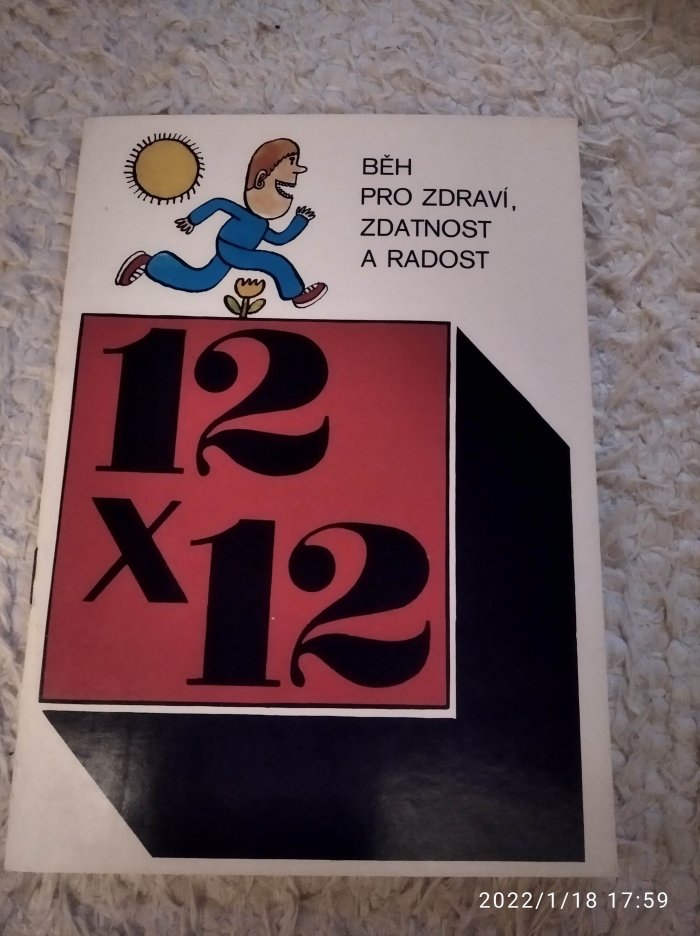 BĚH
PRO ZDRAVÍ,
ZDATNOST
A RADOST
12
x 12
2022/1/18 17:59